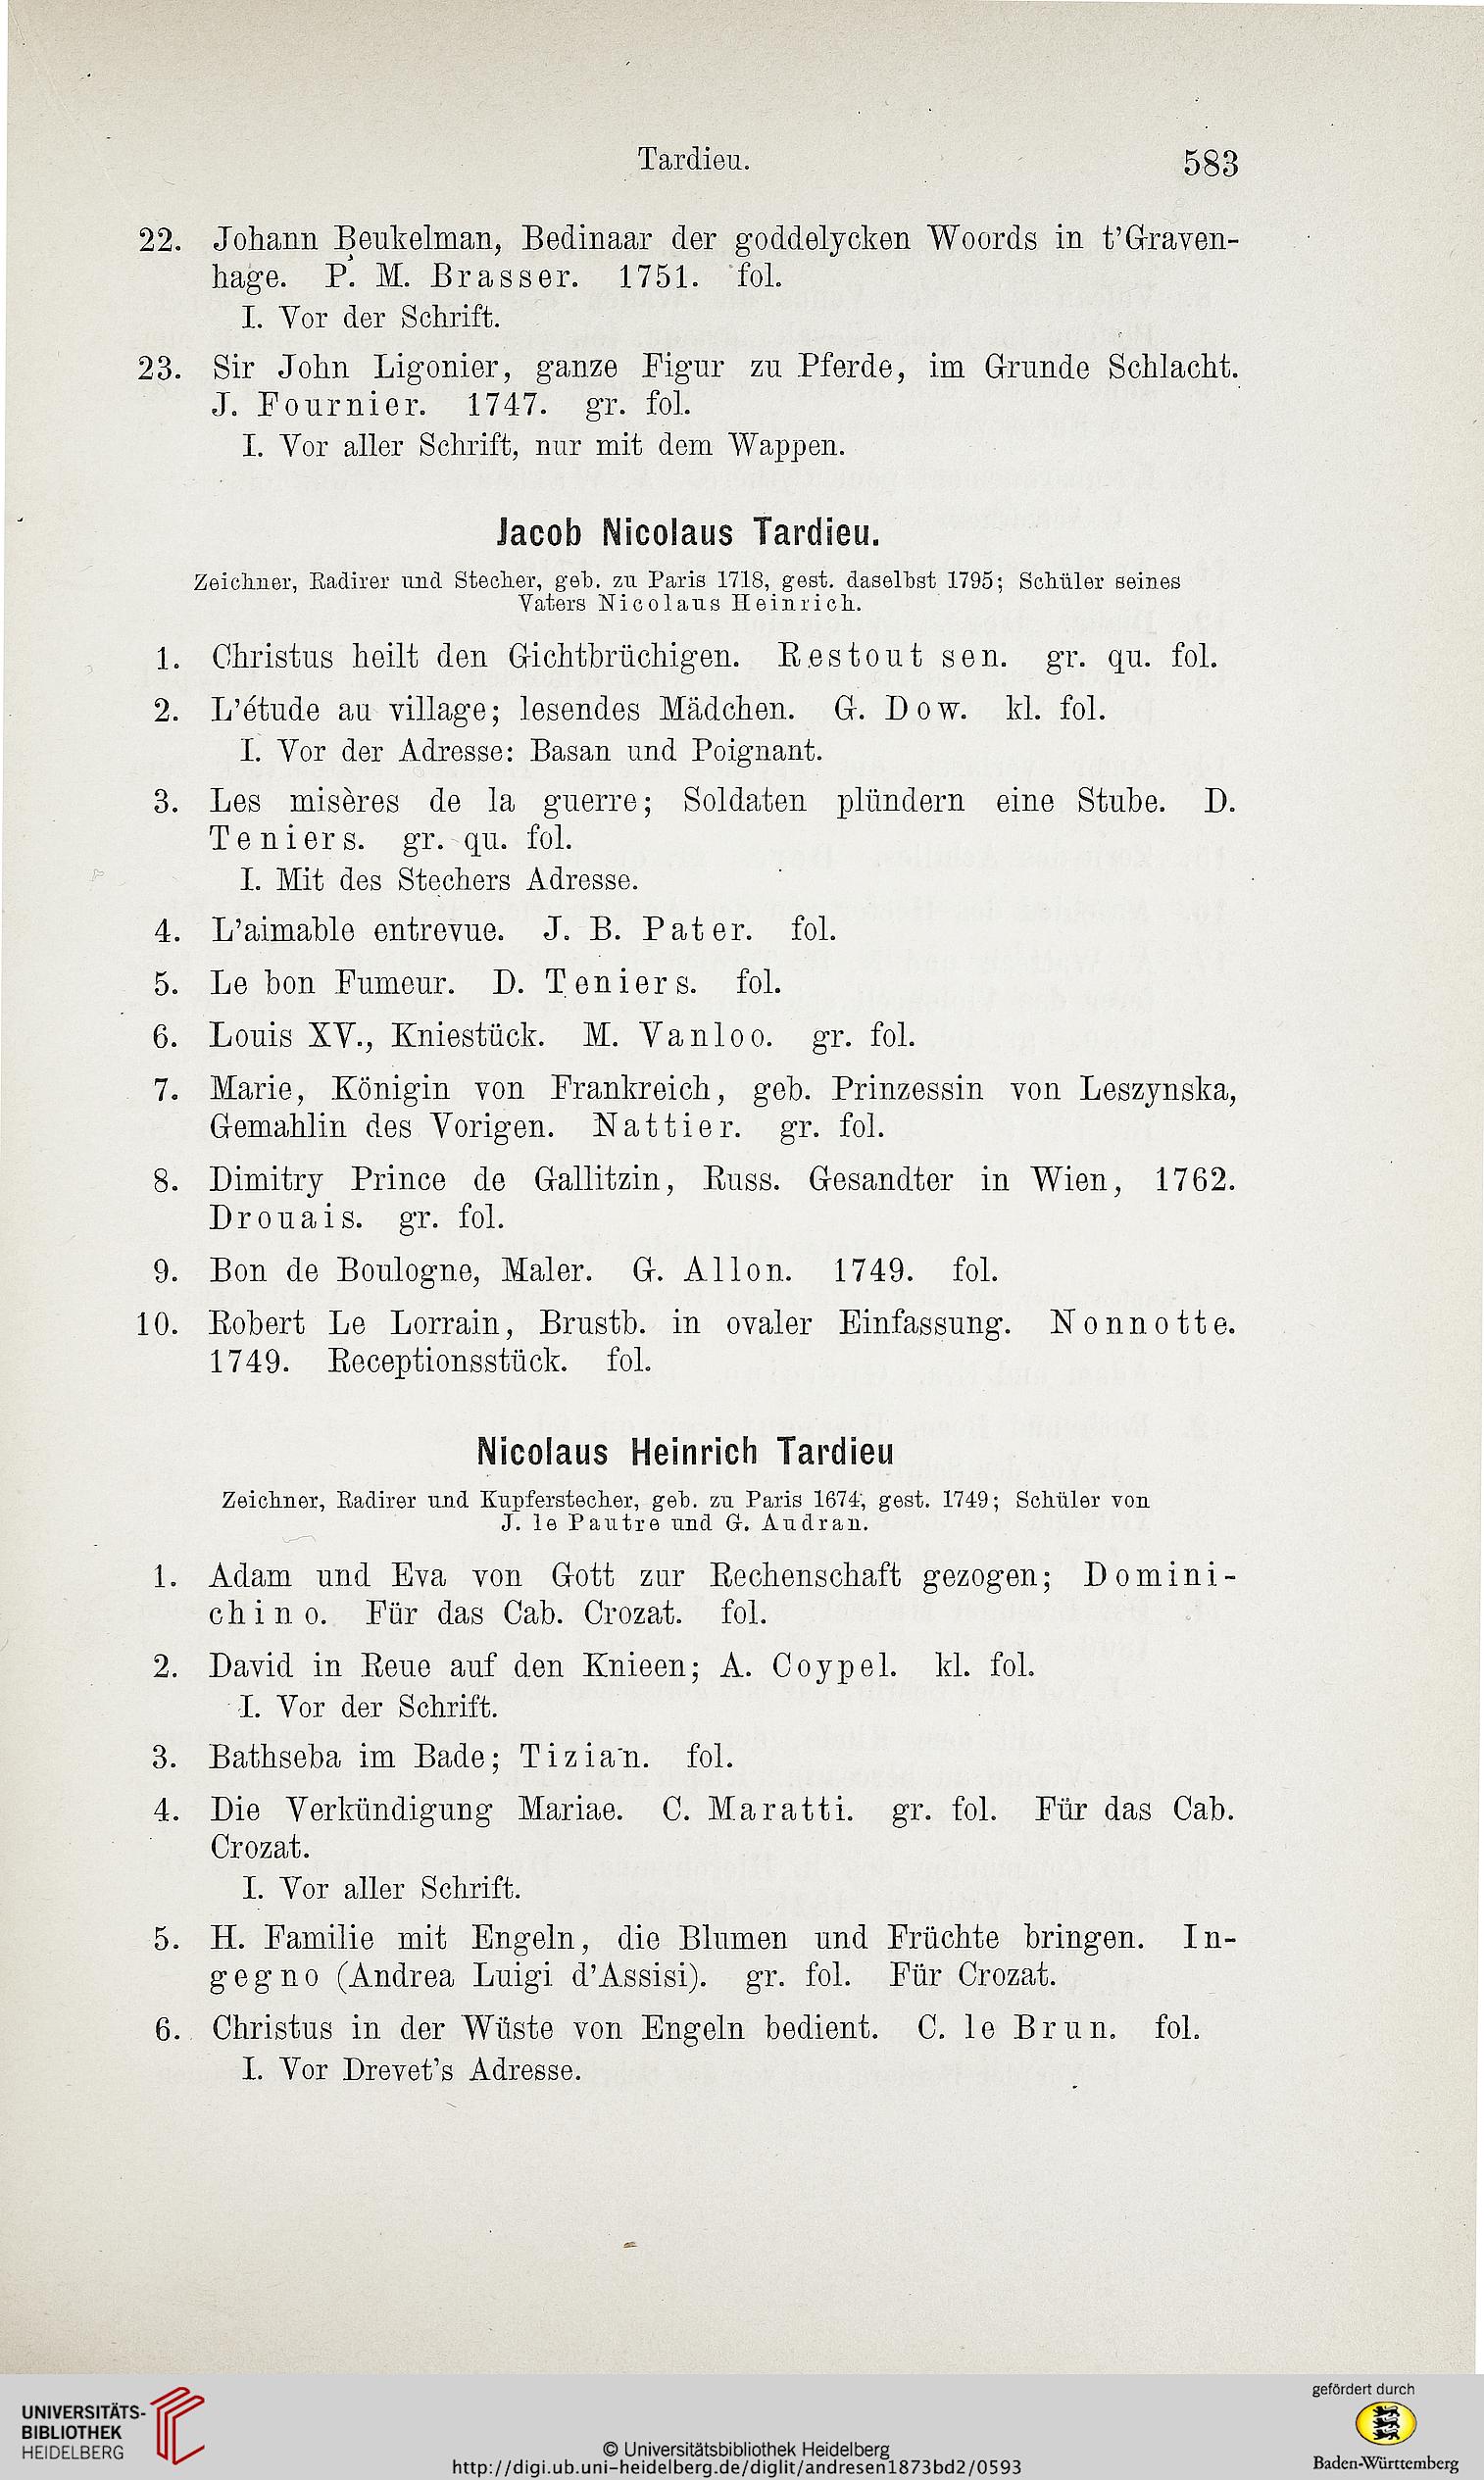 Tardieu. 583
22. Johann Beukelman, Bedinaar der goddelycken Woords in t'Graven-
hage. P. M. Brasser. 1751. fol.
I. Vor der Schrift.
23. Sir John Ligonier, ganze Figur zu Pferde, im Grunde Schlacht.
J. Fournier. 1747. gr. fol.
I. Vor aller Schrift, nur mit dem Wappen.
Jacob Nicolaus Tardieu.
Zeichner, Radirer und Stecher, geb. zu Paris 1718, gest. daselbst 1795; Schüler seines
Vaters Nicolaus Heinrich.
1. Christus heilt den Gichtbrüchigen. Restout sen. gr. qu. fol.
2. L'étude au village; lesendes Mädchen. G. Dow. kl. fol.
I. Vor der Adresse: Basan und Poignant.
3. Les misères de la guerre; Soldaten plündern eine Stube. D.
Teniers. gr. qu. fol.
I. Mit des Stechers Adresse.
4. L'aimable entrevue. J. B. Pater. fol.
5. Le bon Fumeur. D. Teniers. fol.
6. Louis XV., Kniestück. M. Vanloo. gr. fol.
7. Marie, Königin von Frankreich, geb. Prinzessin von Leszynska,
Gemahlin des Vorigen. Nattier. gr. fol.
8. Dimitry Prince de Gallitzin, Russ. Gesandter in Wien, 1762.
Drouais. gr. fol.
9. Bon de Boulogne, Maler. G. Allon. 1749. fol.
10. Robert Le Lorrain, Brustb. in ovaler Einfassung. Nonnotte.
1749. Receptionsstück. fol.
Nicolaus Heinrich Tardieu
Zeichner, Radirer und Kupferstecher, geb. zu Paris 1674, gest. 1749; Schüler von
J. le Pautre und G. Audran.
1. Adam und Eva von Gott zur Rechenschaft gezogen; Domini-
chino. Für das Cab. Crozat. fol.
2. David in Reue auf den Knieen; A. Coypel. kl. fol.
I. Vor der Schrift.
3. Bathseba im Bade; Tizian. fol.
4. Die Verkündigung Mariae. C. Maratti. gr. fol. Für das Cab.
Crozat.
I. Vor aller Schrift.
5. H. Familie mit Engeln, die Blumen und Früchte bringen. In-
gegno (Andrea Luigi d'Assisi). gr. fol. Für Crozat.
6. Christus in der Wüste von Engeln bedient. C. le Brun. fol.
I. Vor Drevet's Adresse.
UNIVERSITÄTS-
BIBLIOTHEK
HEIDELBERG
© Universitätsbibliothek Heidelberg
http://digi.ub.uni-heidelberg.de/diglit/andresen1873bd2/0593
gefördert durch
Baden-Württemberg